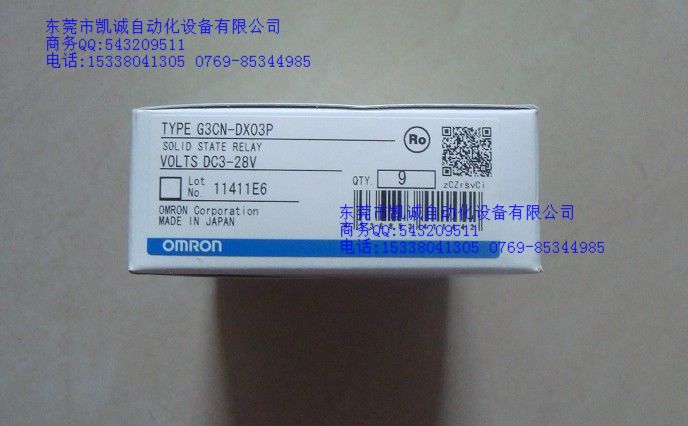 东莞市凯诚自动化设备有限公司
商务QQ:543209511
电话:15338041305 0769-85344985
TYPE G3CN-DX03P
SOLID STATE RELAY
VOLTS DC3-28V
Lot No. 11411E6
OMRON Corporation
MADE IN JAPAN
OMRON
Ro
QTY. 9
zCZrsvCi
东莞市凯诚自动化设备有限公司
商务QQ:543209511
电话:15338041305 0769-85344985